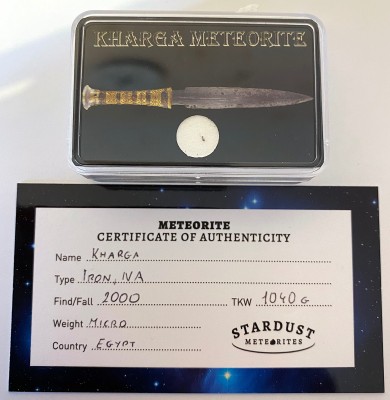 KHARGA METEORITE
METEORITE
CERTIFICATE OF AUTHENTICITY
Name KHARGA
Type IRON, IVA
Find/Fall 2000 TKW 1040 g
Weight MICRO
Country EGYPT
STARDUST
METEORITES